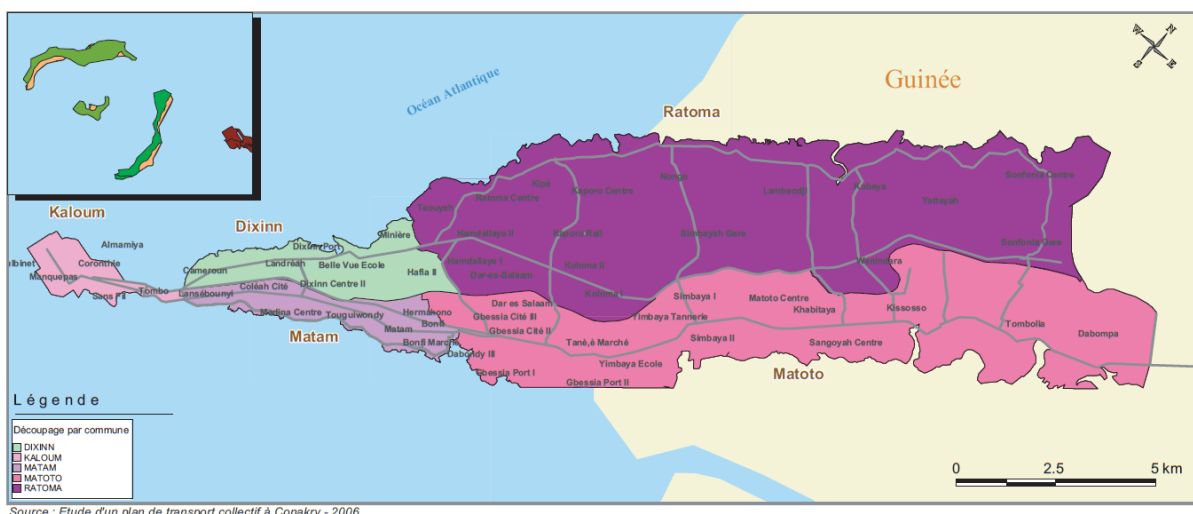 Guinée
Océan Atlantique
Ratoma
Kaloum
Dixinn
Matam
Matoto
Almamiya
Coronthie
Manquepas
Tombo
Cameroun
Landréah
Dixinn Port
Minière
Belle Vue Ecole
Hafia II
Lansébounyi
Coléah Cité
Dixinn Centre II
Madina Centre
Touguiwondy
Hermakono
Bonfi
Matam
Bonfi Marché
Dabondy III
Taouyah
Ratoma Centre
Kipé
Kaporo Centre
Nongo
Lambandji
Kobaya
Yattayah
Sonfonia Centre
Hamdallaye II
Kaporo Rail
Simbayah Gare
Sonfonia Gare
Hamdallaye I
Dar-es-Salaam
Koloma II
Wanindara
Koloma I
Dar es Salaam
Gbessia Cité III
Gbessia Cité II
Simbaya I
Matoto Centre
Khabitaya
Kissosso
Yimbaya Tannerie
Tombolia
Dabompa
Simbaya II
Sangoyah Centre
Yimbaya Ecole
Gbessia Port I
Gbessia Port II
Légende
Découpage par commune
DIXINN
KALOUM
MATAM
MATOTO
RATOMA
0 2.5 5 km
Source : Etude d'un plan de transport collectif à Conakry - 2006